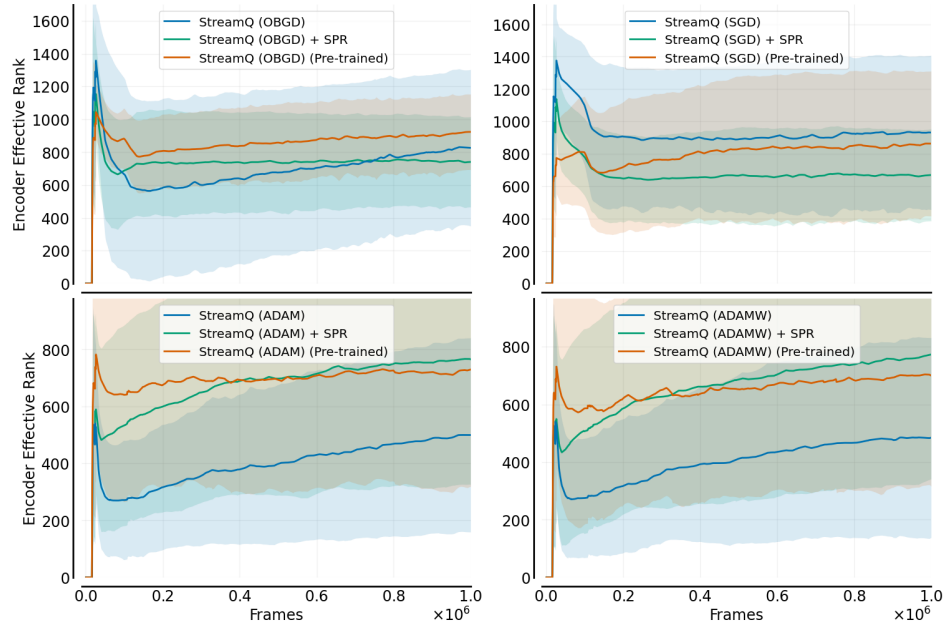 StreamQ (OBGD)
StreamQ (OBGD) + SPR
StreamQ (OBGD) (Pre-trained)
Encoder Effective Rank
1600
1400
1200
1000
800
600
400
200
0
StreamQ (SGD)
StreamQ (SGD) + SPR
StreamQ (SGD) (Pre-trained)
1600
1400
1200
1000
800
600
400
200
0
StreamQ (ADAM)
StreamQ (ADAM) + SPR
StreamQ (ADAM) (Pre-trained)
Encoder Effective Rank
800
600
400
200
0
0.0 0.2 0.4 0.6 0.8 1.0
Frames ×10⁶
StreamQ (ADAMW)
StreamQ (ADAMW) + SPR
StreamQ (ADAMW) (Pre-trained)
800
600
400
200
0
0.0 0.2 0.4 0.6 0.8 1.0
Frames ×10⁶